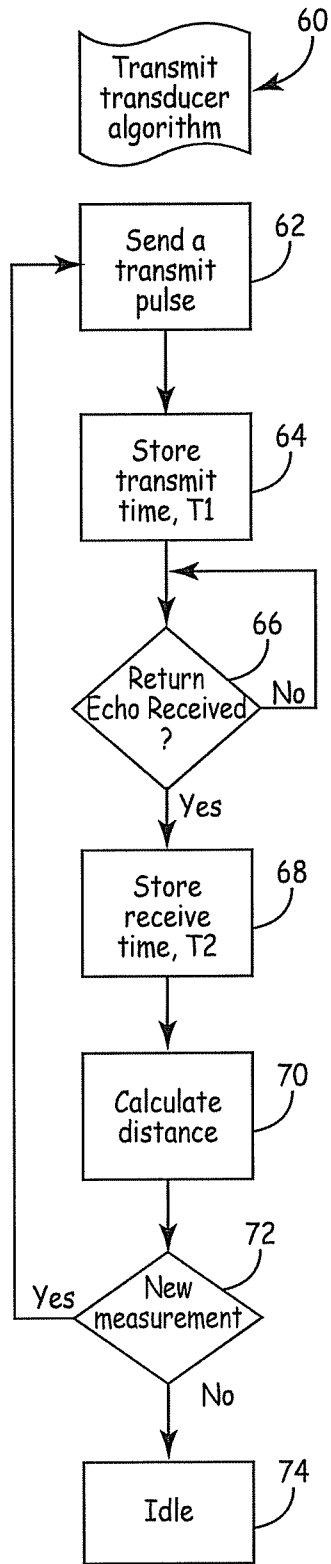 60
Transmit
transducer
algorithm
62
Send a
transmit
pulse
64
Store
transmit
time, T1
66
Return
Echo Received
?
No
Yes
68
Store
receive
time, T2
70
Calculate
distance
72
New
measurement
Yes
No
74
Idle